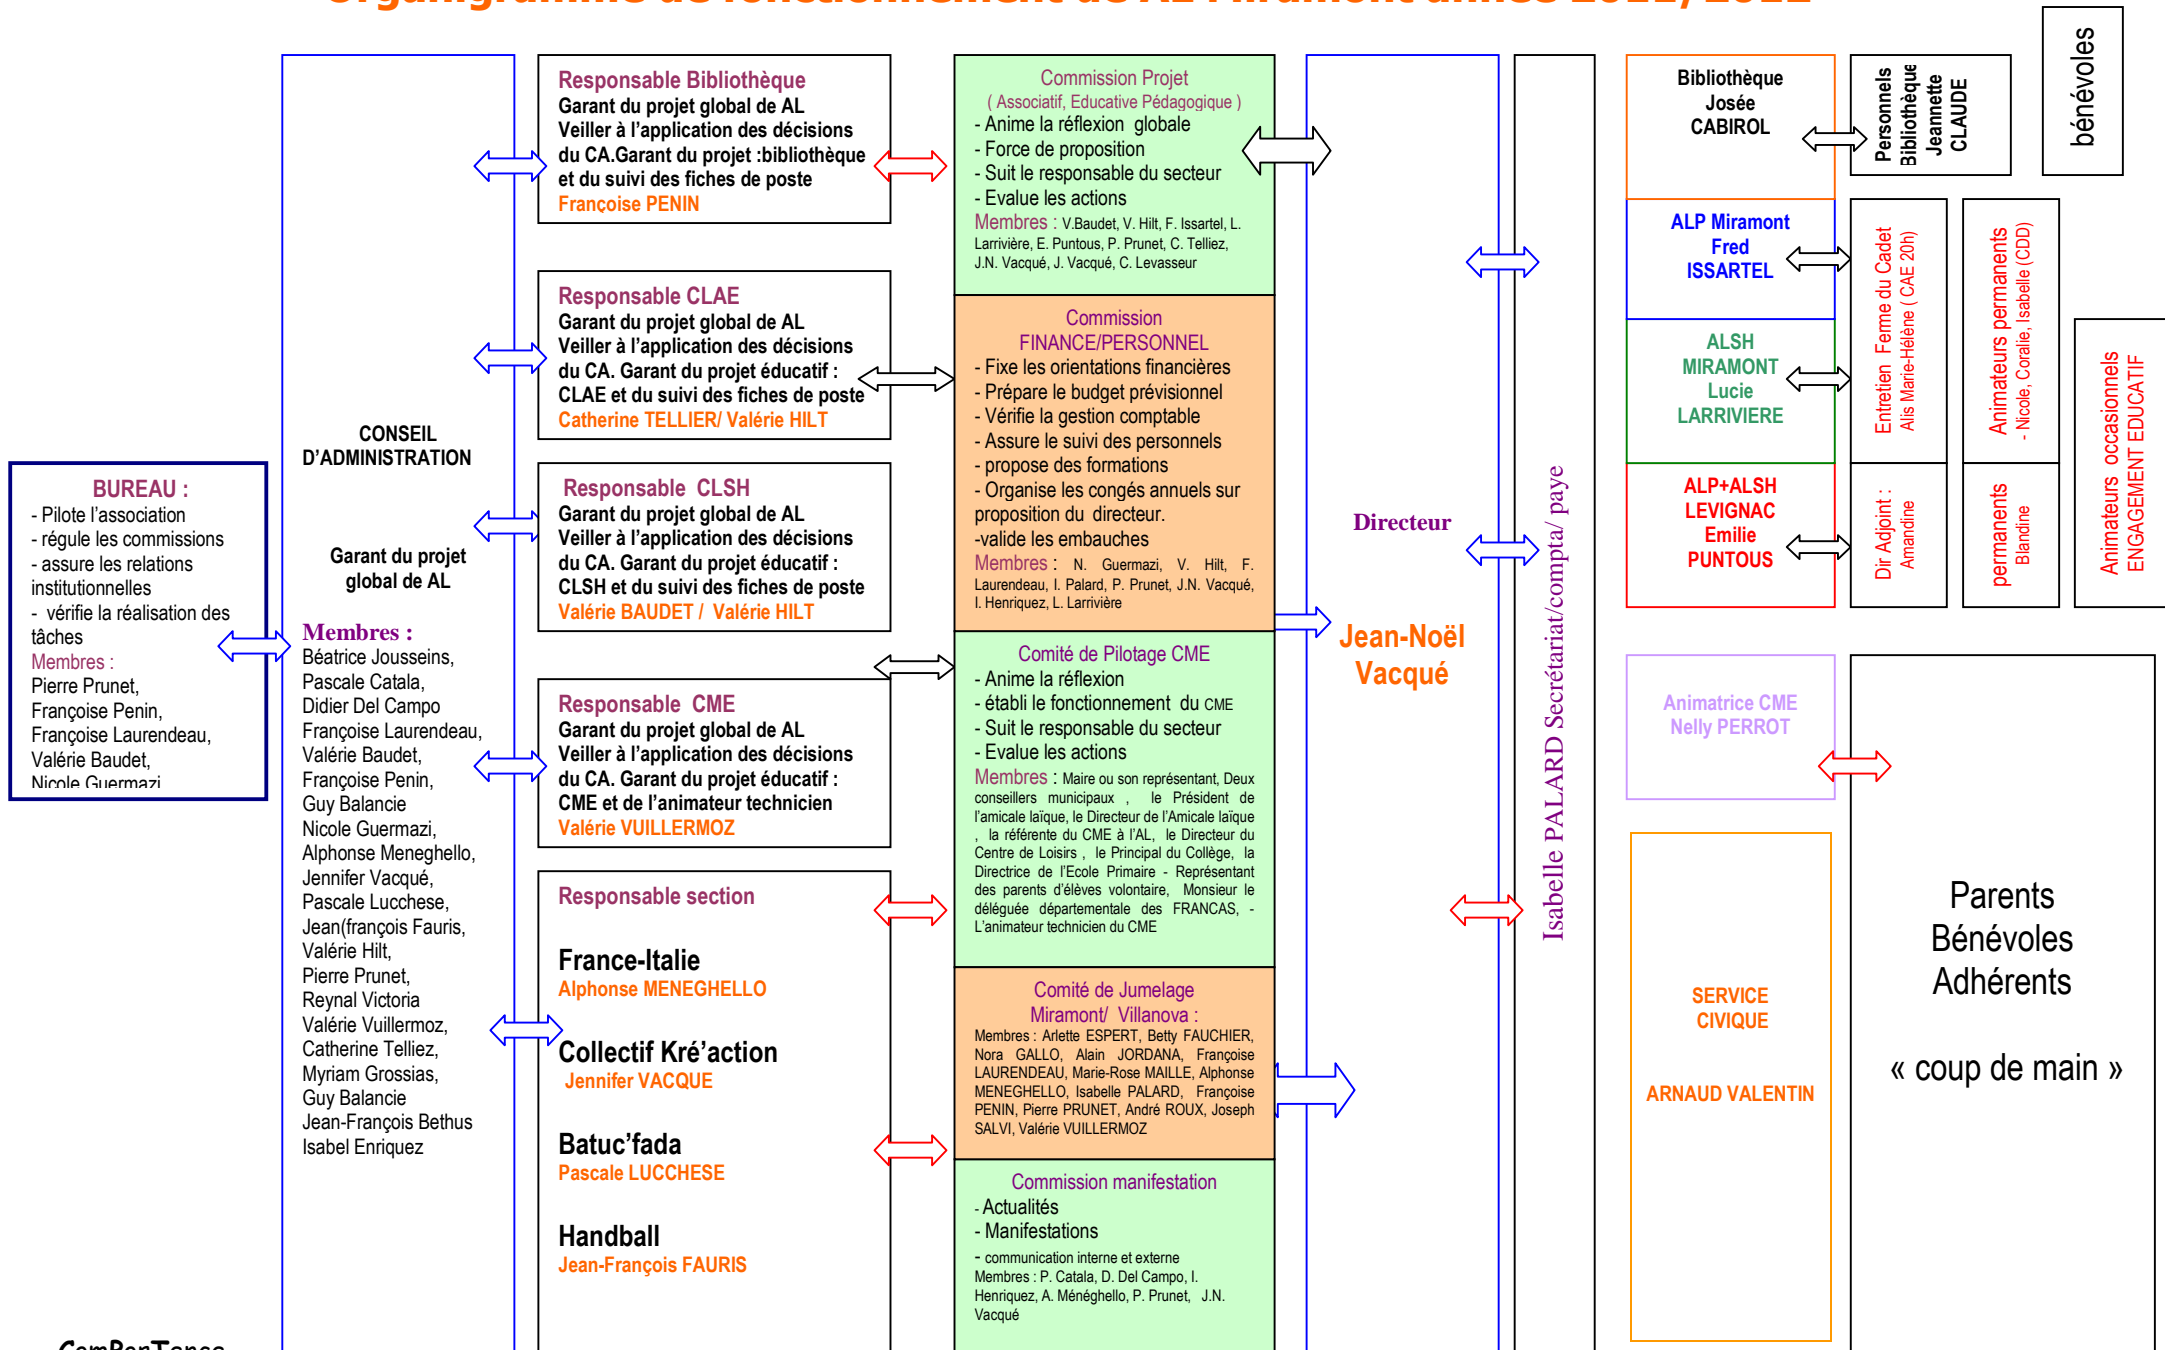 Organigramme de fonctionnement de AL Miramont année 2011/2012
BUREAU :
- Pilote l’association
- régule les commissions
- assure les relations
institutionnelles
- vérifie la réalisation des
tâches
Membres :
Pierre Prunet,
Françoise Penin,
Françoise Laurendeau,
Valérie Baudet,
Nicole Guermazi
CONSEIL
D’ADMINISTRATION
Garant du projet
global de AL
Membres :
Béatrice Jousseins,
Pascale Catala,
Didier Del Campo
Françoise Laurendeau,
Valérie Baudet,
Françoise Penin,
Guy Balancie
Nicole Guermazi,
Alphonse Meneghello,
Jennifer Vacqué,
Pascale Lucchese,
Jean(françois Fauris,
Valérie Hilt,
Pierre Prunet,
Reynal Victoria
Valérie Vuillermoz,
Catherine Telliez,
Myriam Grossias,
Guy Balancie
Jean-François Bethus
Isabel Enriquez
Responsable Bibliothèque
Garant du projet global de AL
Veiller à l’application des décisions
du CA.Garant du projet :bibliothèque
et du suivi des fiches de poste
Françoise PENIN
Responsable CLAE
Garant du projet global de AL
Veiller à l’application des décisions
du CA. Garant du projet éducatif :
CLAE et du suivi des fiches de poste
Catherine TELLIER/ Valérie HILT
Responsable CLSH
Garant du projet global de AL
Veiller à l’application des décisions
du CA. Garant du projet éducatif :
CLSH et du suivi des fiches de poste
Valérie BAUDET / Valérie HILT
Responsable CME
Garant du projet global de AL
Veiller à l’application des décisions
du CA. Garant du projet éducatif :
CME et de l’animateur technicien
Valérie VUILLERMOZ
Responsable section
France-Italie
Alphonse MENEGHELLO
Collectif Kré’action
Jennifer VACQUE
Batuc’fada
Pascale LUCCHESE
Handball
Jean-François FAURIS
Commission Projet
( Associatif, Educative Pédagogique )
- Anime la réflexion globale
- Force de proposition
- Suit le responsable du secteur
- Evalue les actions
Membres : V.Baudet, V. Hilt, F. Issartel, L.
Larrivière, E. Puntous, P. Prunet, C. Telliez,
J.N. Vacqué, J. Vacqué, C. Levasseur
Commission
FINANCE/PERSONNEL
- Fixe les orientations financières
- Prépare le budget prévisionnel
- Vérifie la gestion comptable
- Assure le suivi des personnels
- propose des formations
- Organise les congés annuels sur
proposition du directeur.
-valide les embauches
Membres : N. Guermazi, V. Hilt, F.
Laurendeau, I. Palard, P. Prunet, J.N. Vacqué,
I. Henriquez, L. Larrivière
Comité de Pilotage CME
- Anime la réflexion
- établi le fonctionnement du CME
- Suit le responsable du secteur
- Evalue les actions
Membres : Maire ou son représentant, Deux
conseillers municipaux , le Président de
l’amicale laïque, le Directeur de l’Amicale laïque
, la référente du CME à l’AL, le Directeur du
Centre de Loisirs , le Principal du Collège, la
Directrice de l’Ecole Primaire - Représentant
des parents d’élèves volontaire, Monsieur le
déléguée départementale des FRANCAS, -
L’animateur technicien du CME
Comité de Jumelage
Miramont/ Villanova :
Membres : Arlette ESPERT, Betty FAUCHIER,
Nora GALLO, Alain JORDANA, Françoise
LAURENDEAU, Marie-Rose MAILLE, Alphonse
MENEGHELLO, Isabelle PALARD, Françoise
PENIN, Pierre PRUNET, André ROUX, Joseph
SALVI, Valérie VUILLERMOZ
Commission manifestation
- Actualités
- Manifestations
- communication interne et externe
Membres : P. Catala, D. Del Campo, I.
Henriquez, A. Ménéghello, P. Prunet, J.N.
Vacqué
Directeur
Jean-Noël
Vacqué
Isabelle PALARD Secrétariat/compta/ paye
Bibliothèque
Josée
CABIROL
ALP Miramont
Fred
ISSARTEL
ALSH
MIRAMONT
Lucie
LARRIVIERE
ALP+ALSH
LEVIGNAC
Emilie
PUNTOUS
Animatrice CME
Nelly PERROT
SERVICE
CIVIQUE
ARNAUD VALENTIN
Personnels
Bibliothèque
Jeannette
CLAUDE
bénévoles
Entretien Ferme du Cadet
Alis Marie-Hélène ( CAE 20h)
Animateurs permanents
- Nicole, Coralie, Isabelle (CDD)
Dir Adjoint :
Amandine
permanents
Blandine
Animateurs occasionnels
ENGAGEMENT EDUCATIF
Parents
Bénévoles
Adhérents
« coup de main »